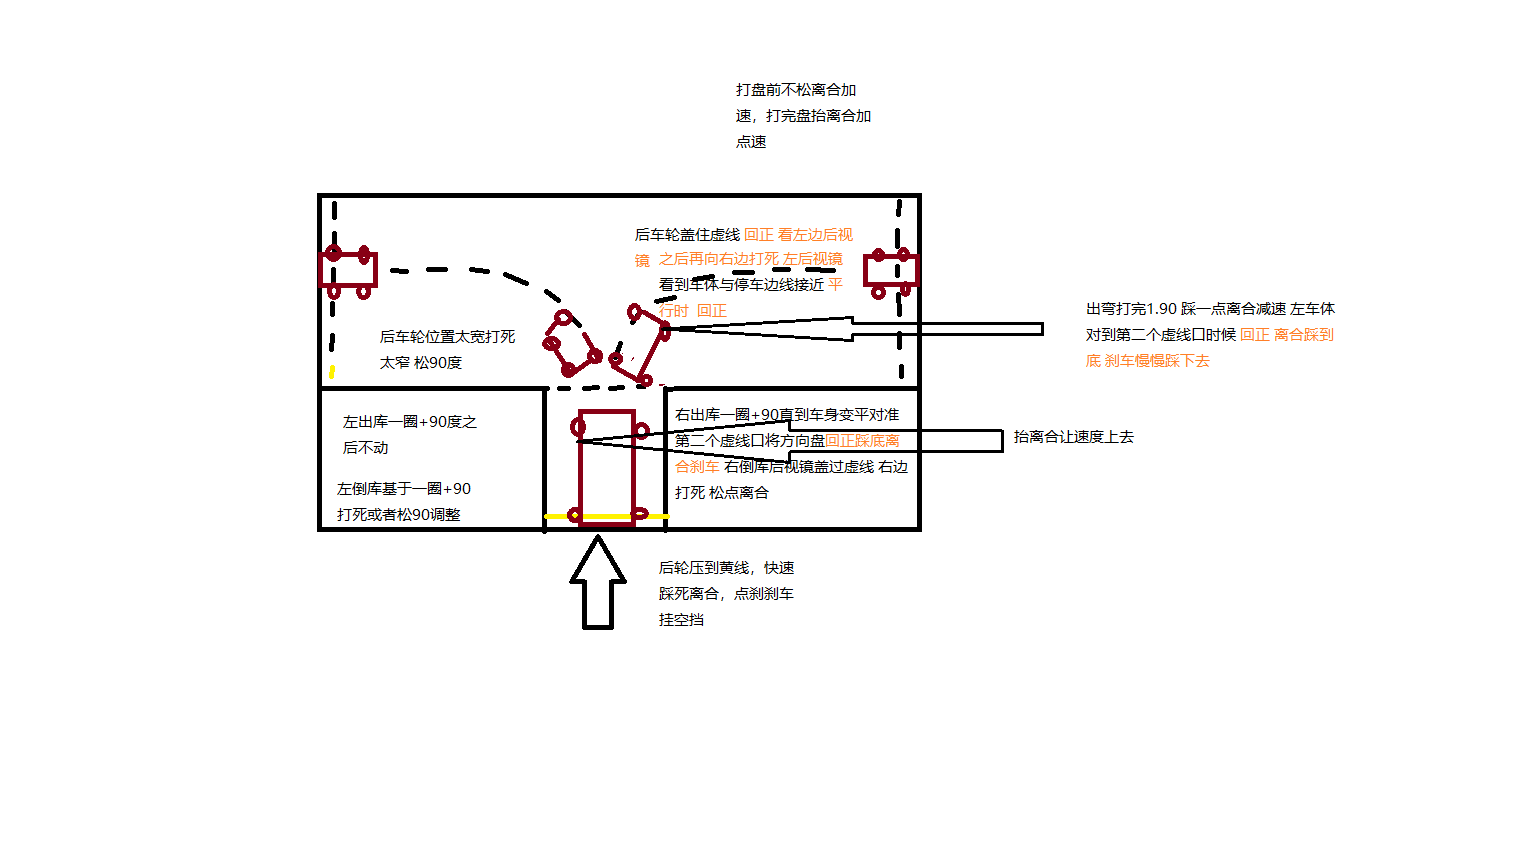 打盘前不松离合加
速，打完盘抬离合加
点速
后车轮盖住虚线 回正 看左边后视
镜 之后再向右边打死 左后视镜
看到车体与停车边线接近 平
行时 回正
出弯打完1.90 踩一点离合减速 左车体
对到第二个虚线口时候 回正 离合踩到
底 刹车慢慢踩下去
后车轮位置太宽打死
太窄 松90度
左出库一圈+90度之
后不动
左倒库基于一圈+90
打死或者松90调整
右出库一圈+90直到车身变平对准
第二个虚线口将方向盘回正踩底离
合刹车 右倒库后视镜盖过虚线 右边
打死 松点离合
抬离合让速度上去
后轮压到黄线，快速
踩死离合，点刹刹车
挂空挡